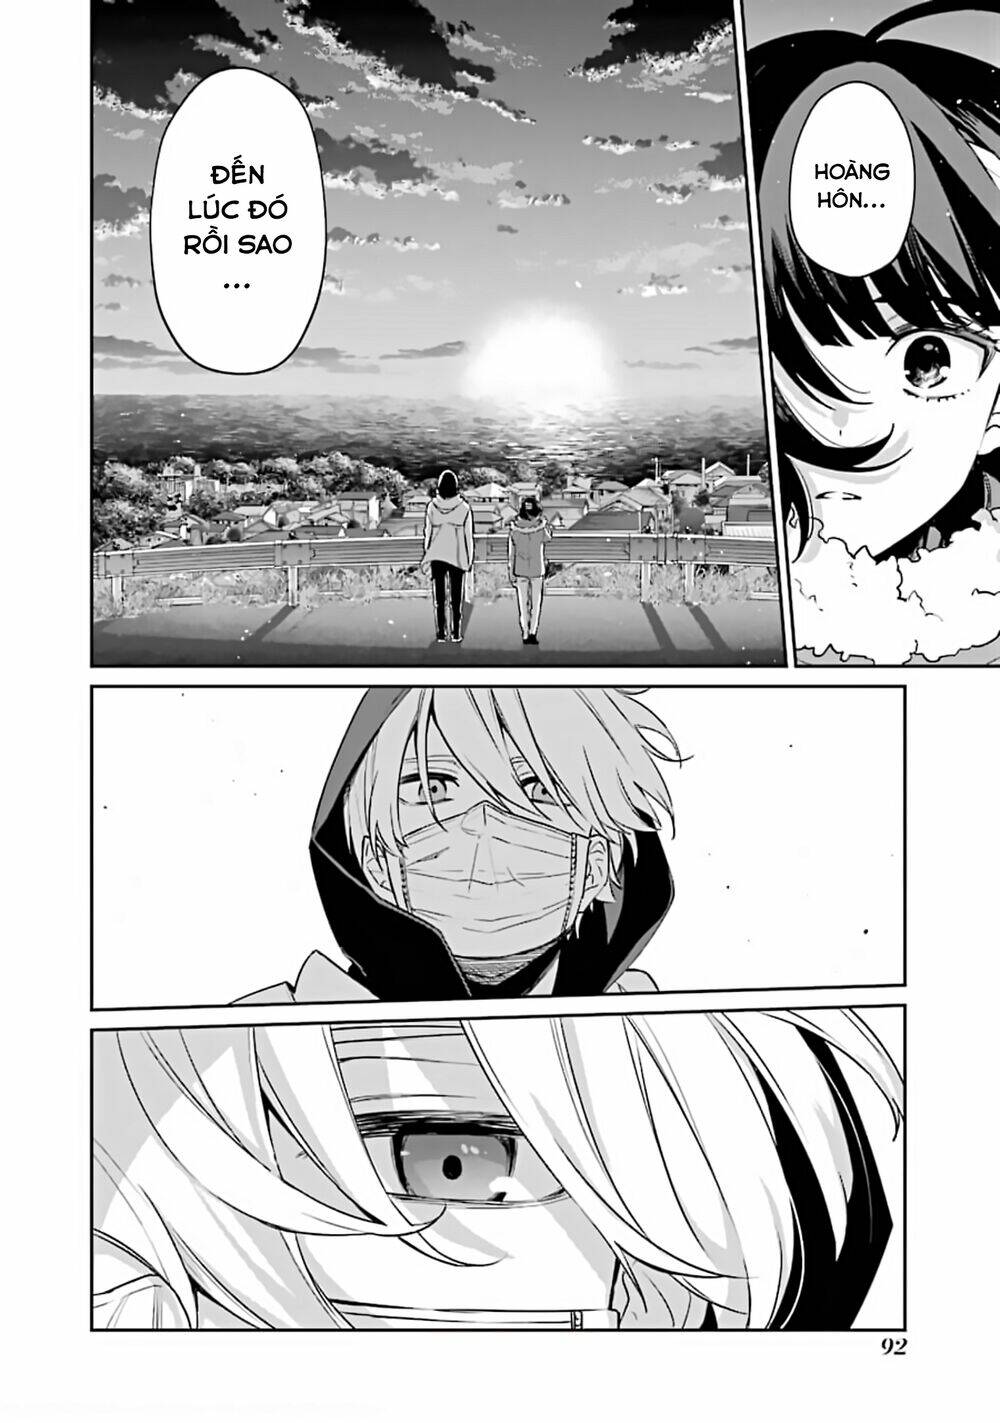 HOÀNG
HÔN...
ĐẾN
LÚC ĐÓ
RỒI SAO
...
92